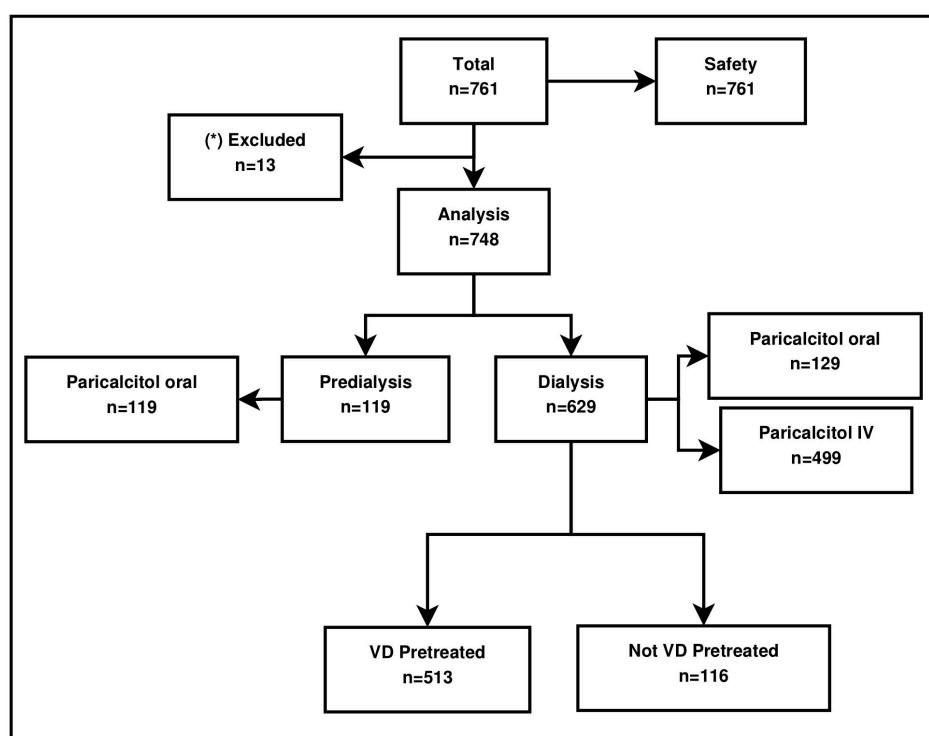 Total
n=761
Safety
n=761
(*) Excluded
n=13
Analysis
n=748
Paricalcitol oral
n=119
Predialysis
n=119
Dialysis
n=629
Paricalcitol oral
n=129
Paricalcitol IV
n=499
VD Pretreated
n=513
Not VD Pretreated
n=116